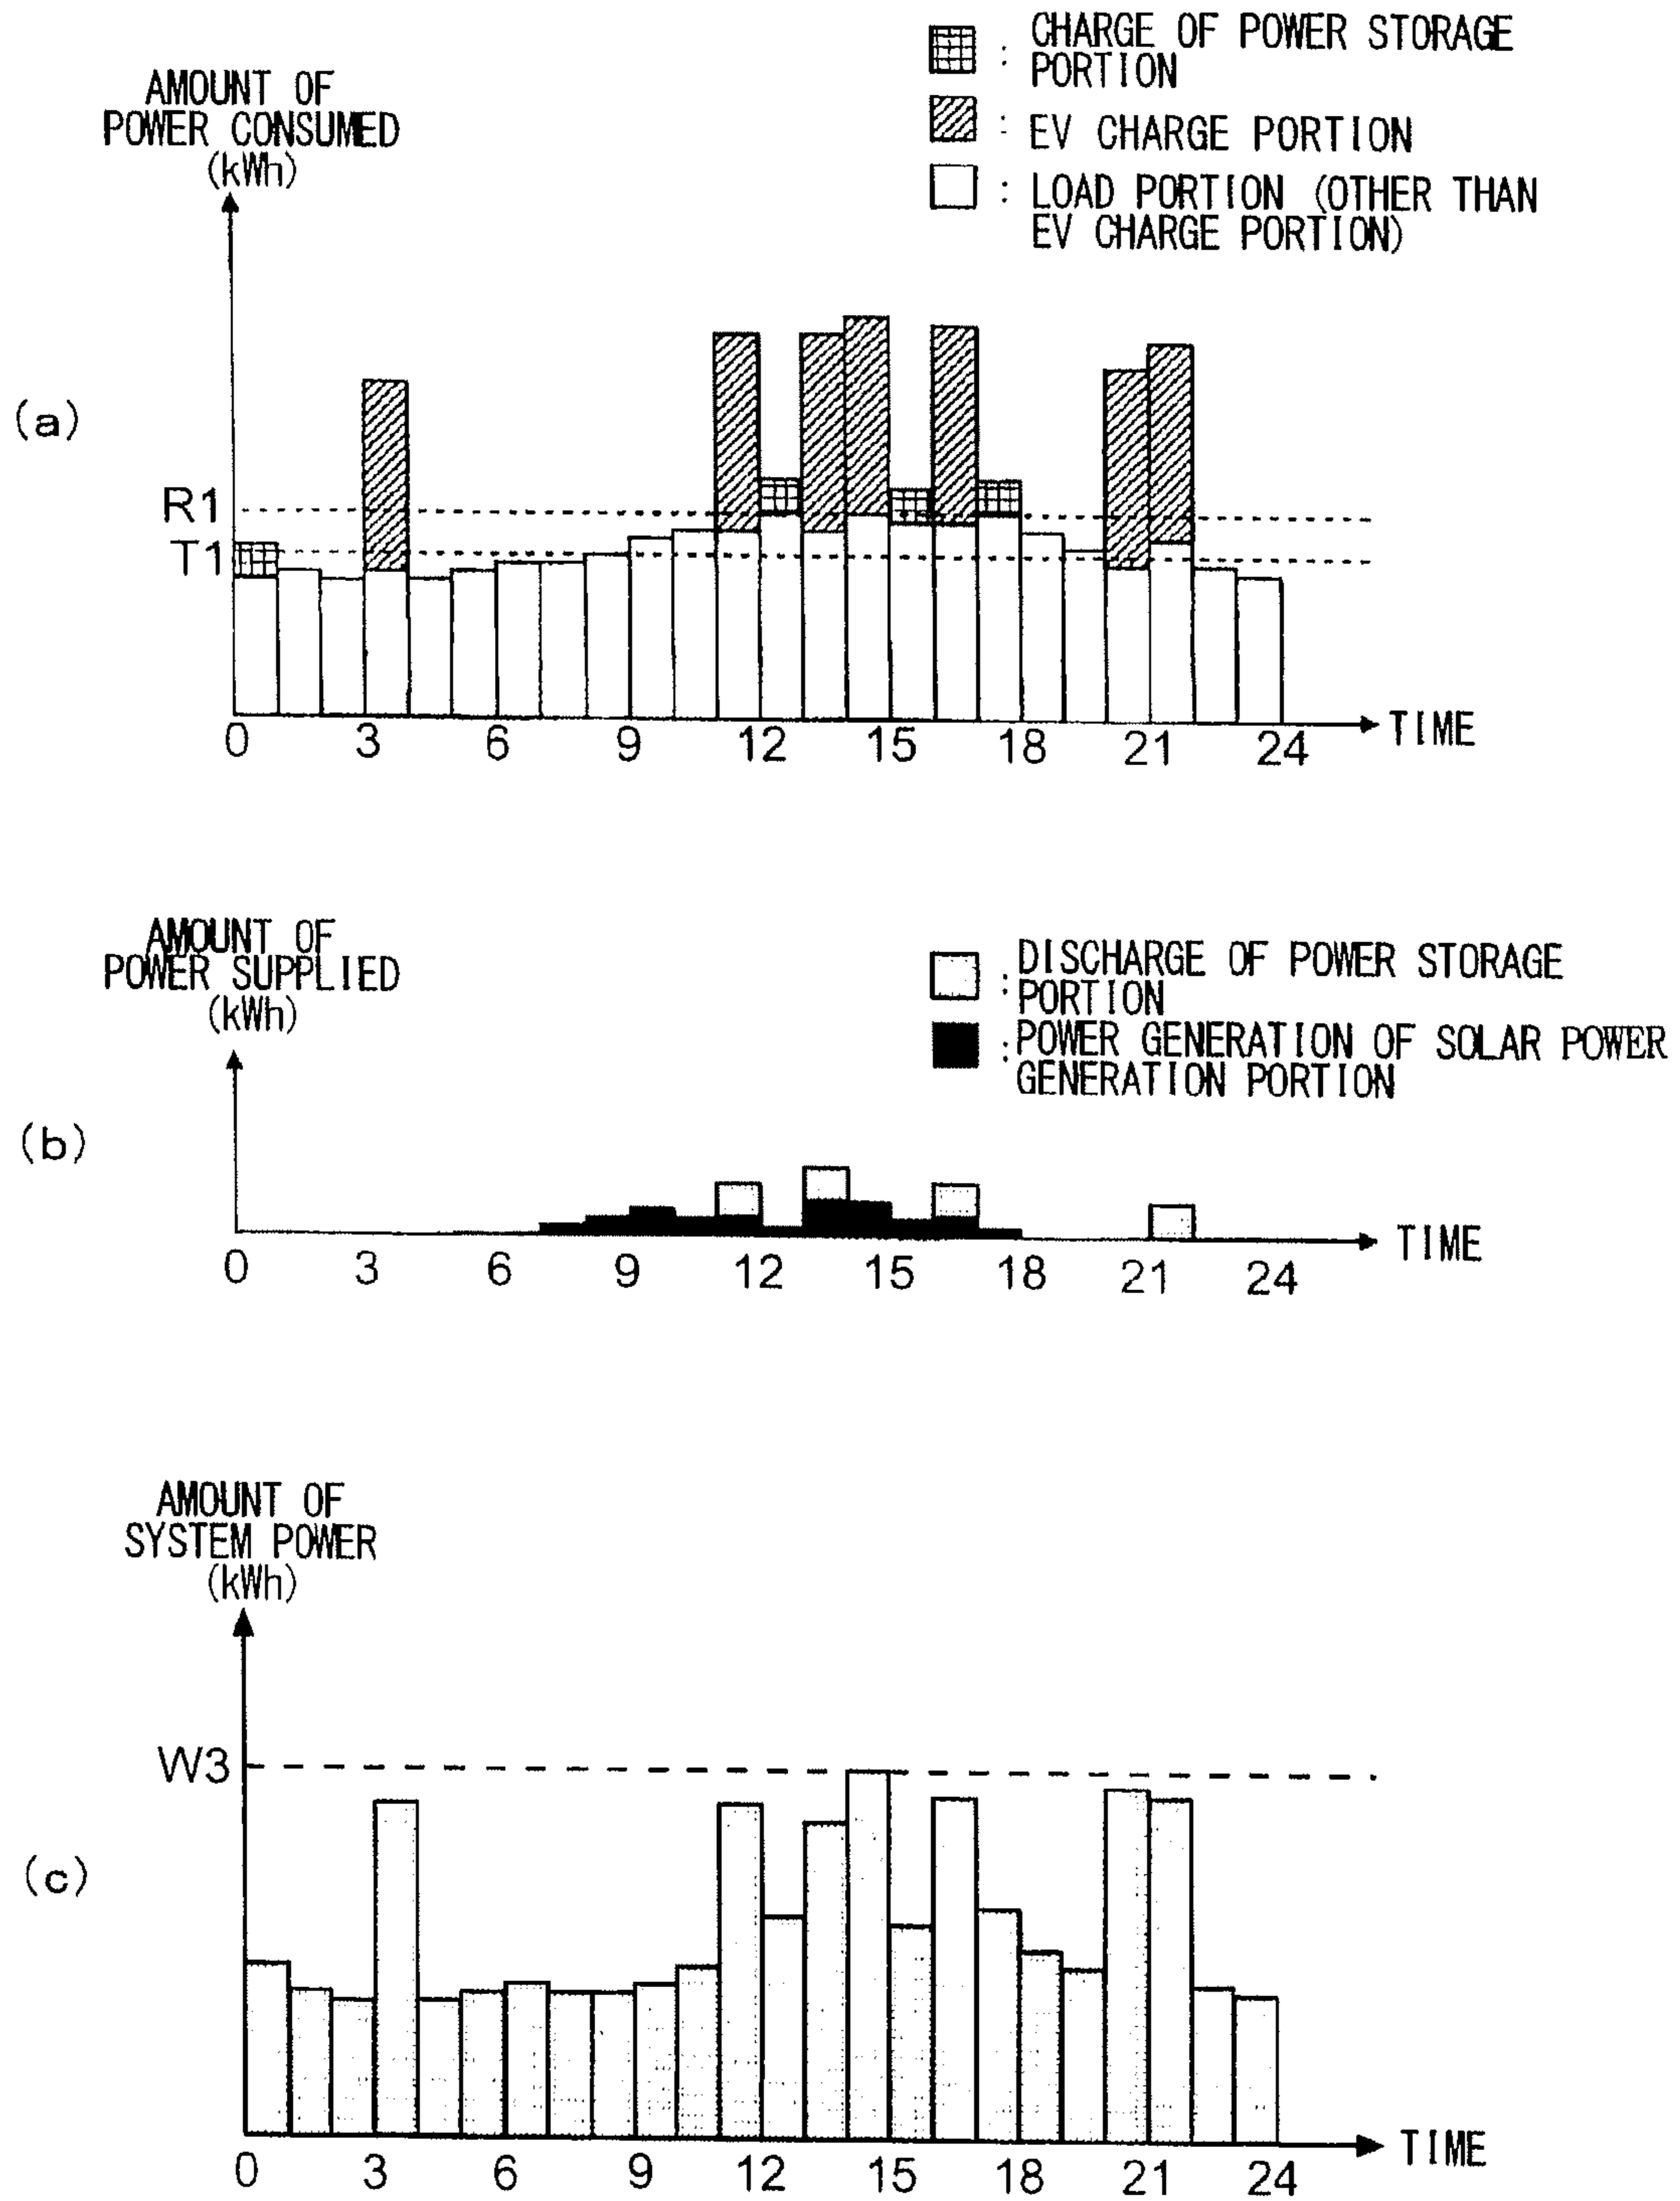 : CHARGE OF POWER STORAGE
PORTION
: EV CHARGE PORTION
: LOAD PORTION (OTHER THAN
EV CHARGE PORTION)
AMOUNT OF
POWER CONSUMED
(kWh)
(a)
R1
T1
0 3 6 9 12 15 18 21 24
TIME
: DISCHARGE OF POWER STORAGE
PORTION
: POWER GENERATION OF SOLAR POWER
GENERATION PORTION
AMOUNT OF
POWER SUPPLIED
(kWh)
(b)
0 3 6 9 12 15 18 21 24
TIME
AMOUNT OF
SYSTEM POWER
(kWh)
W3
(c)
0 3 6 9 12 15 18 21 24
TIME